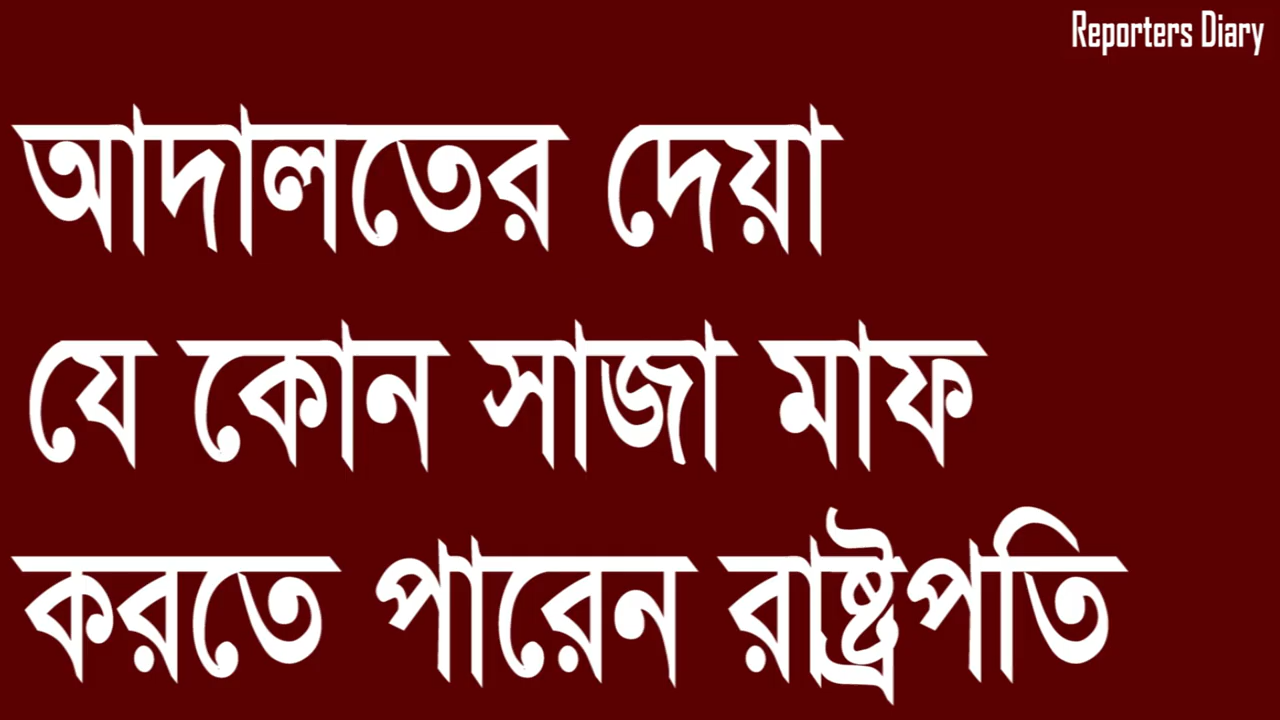 Reporters Diary
আদালতের দেয়া
যে কোন সাজা মাফ
করতে পারেন রাষ্ট্রপতি